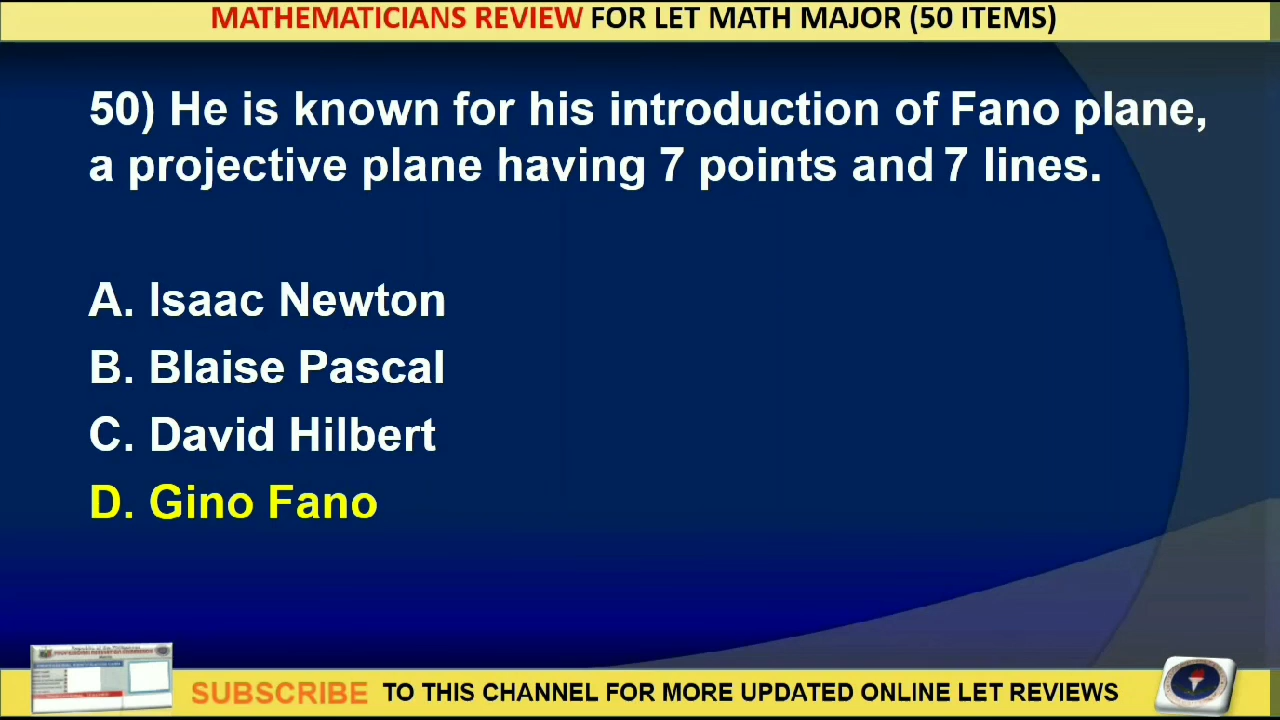 MATHEMATICIANS REVIEW FOR LET MATH MAJOR (50 ITEMS)
50) He is known for his introduction of Fano plane,
a projective plane having 7 points and 7 lines.
A. Isaac Newton
B. Blaise Pascal
C. David Hilbert
D. Gino Fano
SUBSCRIBE TO THIS CHANNEL FOR MORE UPDATED ONLINE LET REVIEWS